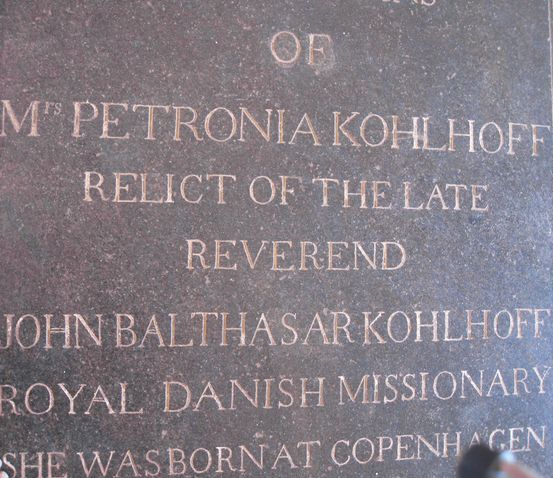 OF
Mrs PETRONIA KOHLHOFF
RELICT OF THE LATE
REVEREND
JOHN BALTHASAR KOHLHOFF
ROYAL DANISH MISSIONARY
SHE WAS BORN AT COPENHAGEN